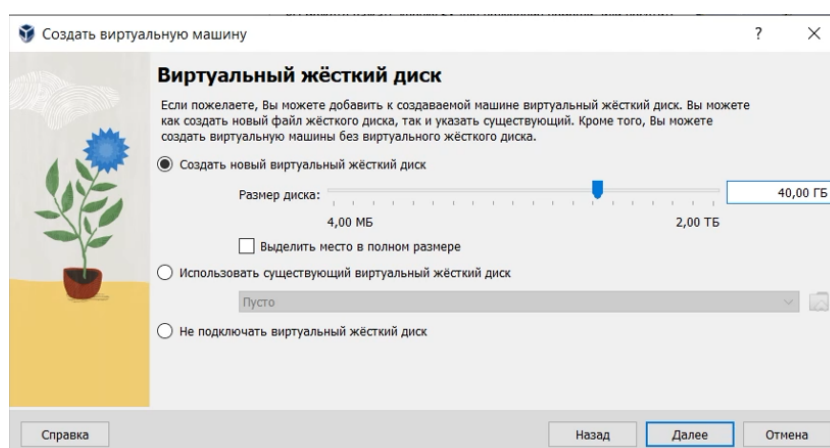 Создать виртуальную машину
Виртуальный жёсткий диск
Если пожелаете, Вы можете добавить к создаваемой машине виртуальный жёсткий диск. Вы можете
как создать новый файл жёсткого диска, так и указать существующий. Кроме того, Вы можете
создать виртуальную машины без виртуального жёсткого диска.
Создать новый виртуальный жёсткий диск
Размер диска: 40,00 ГБ
4,00 МБ 2,00 ТБ
Выделить место в полном размере
Использовать существующий виртуальный жёсткий диск
Пусто
Не подключать виртуальный жёсткий диск
Справка Назад Далее Отмена